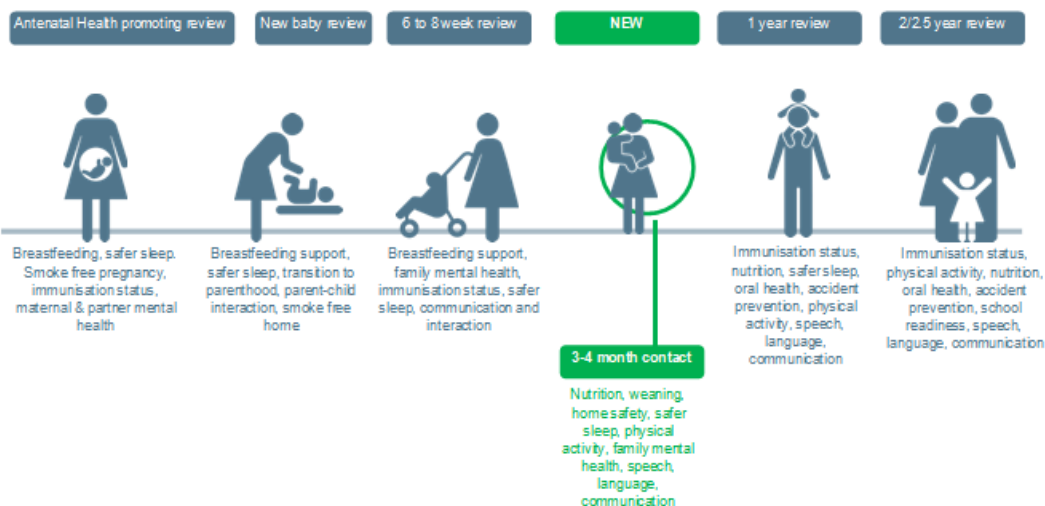 Antenatal Health promoting review
New baby review
6 to 8 week review
NEW
1 year review
2/2.5 year review
Breastfeeding, safer sleep.
Smoke free pregnancy,
immunisation status,
maternal & partner mental
health
Breastfeeding support,
safer sleep, transition to
parenthood, parent-child
interaction, smoke free
home
Breastfeeding support,
family mental health,
immunisation status, safer
sleep, communication and
interaction
3-4 month contact
Nutrition, weaning,
home safety, safer
sleep, physical
activity, family mental
health, speech,
language,
communication
Immunisation status,
nutrition, safer sleep,
oral health, accident
prevention, physical
activity, speech,
language,
communication
Immunisation status,
physical activity, nutrition,
oral health, accident
prevention, school
readiness, speech,
language, communication